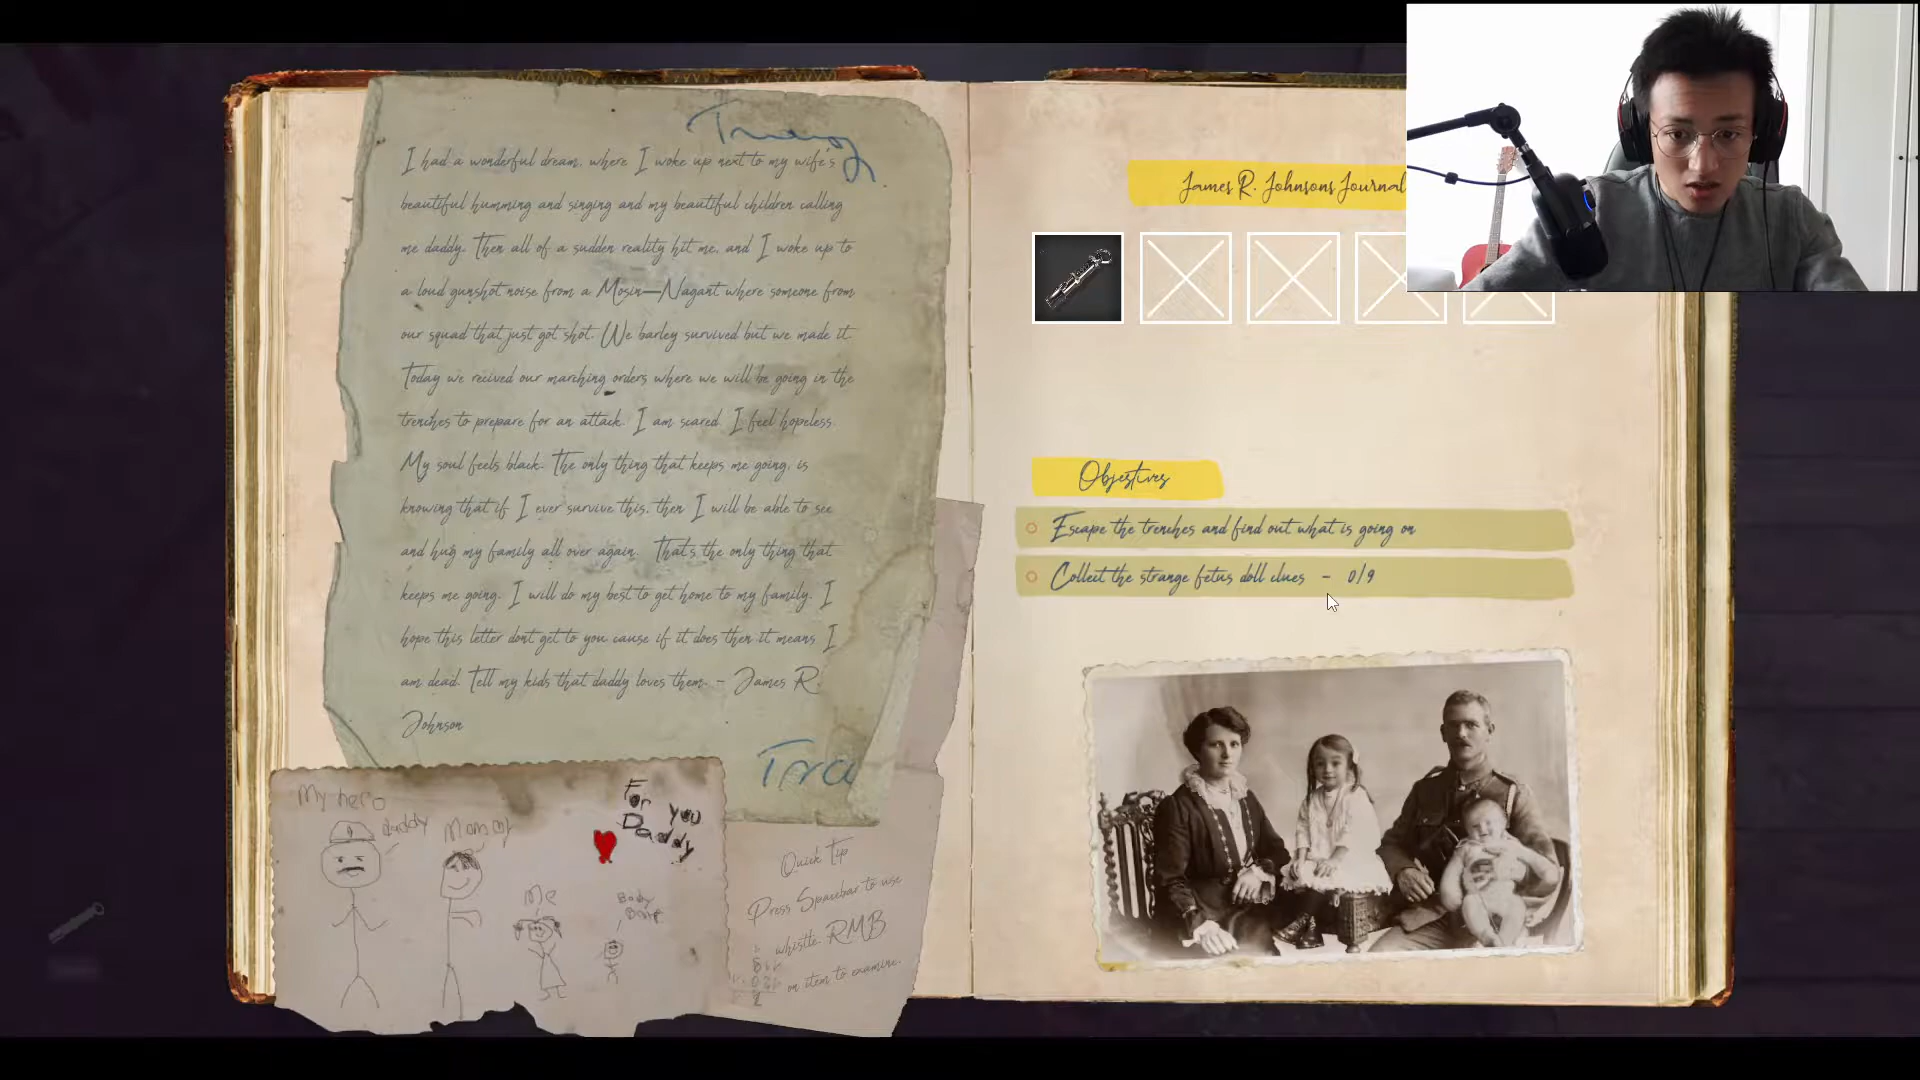 I had a wonderful dream, where I woke up next to my wife's
beautiful humming and singing and my beautiful children calling
me daddy. Then all of a sudden reality hit me, and I woke up to
a loud gunshot noise from a Mosin—Nagant where someone from
our squad that just got shot. We barley survived but we made it.
Today we recived our marching orders where we will be going in the
trenches to prepare for an attack. I am scared. I feel hopeless.
My soul feels black. The only thing that keeps me going, is
knowing that if I ever survive this, then I will be able to see
and hug my family all over again. That's the only thing that
keeps me going. I will do my best to get home to my family. I
hope this letter dont get to you cause if it does then it means I
am dead. Tell my kids that daddy loves them. - James R.
Johnson
My hero
daddy
Mommy
Me
For you
Daddy
Quick Tip
Press Spacebar to use
whistle. RMB
on item to examine.
James R. Johnsons Journal
Objectives
Escape the trenches and find out what is going on
Collect the strange fetus doll clues - 0/9